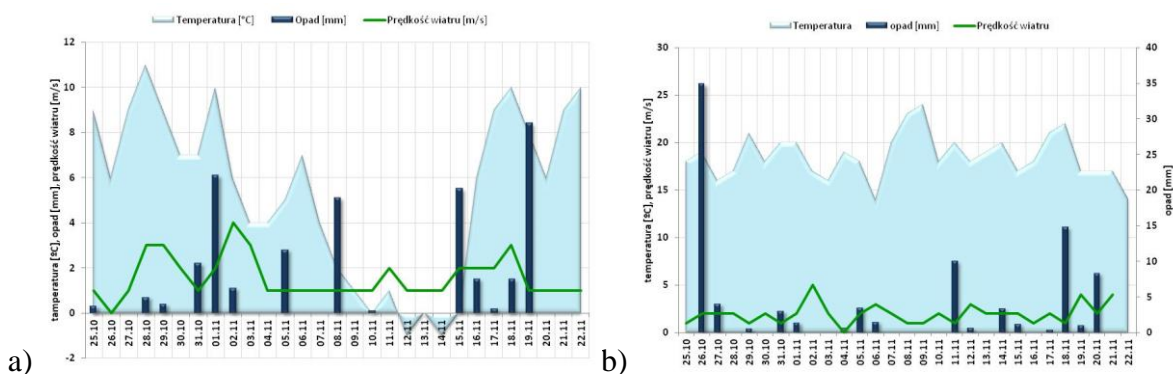 Temperatura [°C] Opad [mm] Prędkość wiatru [m/s]
12
10
8
6
4
2
0
-2
temperatura [ºC], opad [mm], prędkość wiatru [m/s]
25.10 26.10 27.10 28.10 29.10 30.10 31.10 01.11 02.11 03.11 04.11 05.11 06.11 07.11 08.11 09.11 10.11 11.11 12.11 13.11 14.11 15.11 16.11 17.11 18.11 19.11 20.11 21.11 22.11
a)
Temperatura opad [mm] Prędkość wiatru
30
25
20
15
10
5
0
temperatura [ºC], prędkość wiatru [m/s]
40
35
30
25
20
15
10
5
0
opad [mm]
25.10 26.10 27.10 28.10 29.10 30.10 31.10 01.11 02.11 03.11 04.11 05.11 06.11 07.11 08.11 09.11 10.11 11.11 12.11 13.11 14.11 15.11 16.11 17.11 18.11 19.11 20.11 21.11 22.11
b)